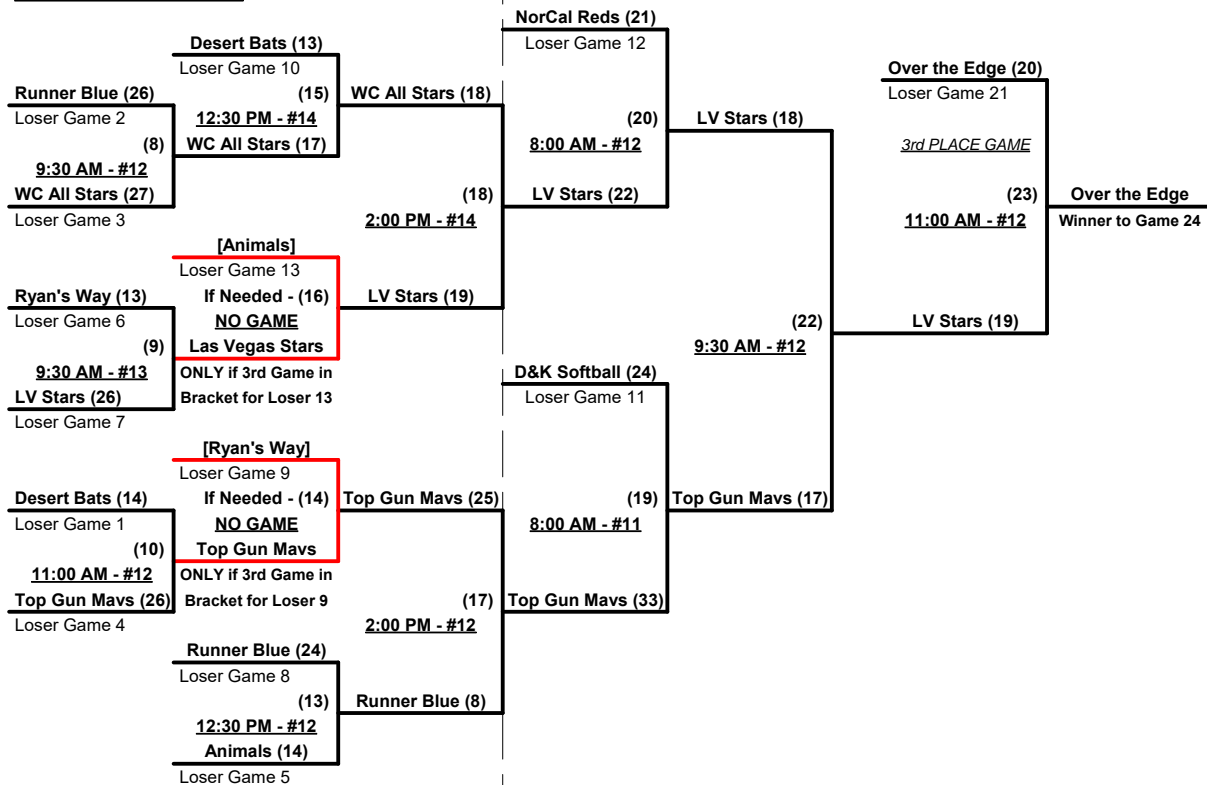 NorCal Reds (21)
Loser Game 12
Desert Bats (13)
Loser Game 10
(15)
12:30 PM - #14
WC All Stars (17)
Runner Blue (26)
Loser Game 2
(8)
9:30 AM - #12
WC All Stars (27)
Loser Game 3
WC All Stars (18)
(18)
2:00 PM - #14
(20)
8:00 AM - #12
LV Stars (22)
LV Stars (18)
Over the Edge (20)
Loser Game 21
3rd PLACE GAME
(23)
11:00 AM - #12
Over the Edge
Winner to Game 24
[Animals]
Loser Game 13
If Needed - (16)
NO GAME
Las Vegas Stars
ONLY if 3rd Game in
Bracket for Loser 13
Ryan's Way (13)
Loser Game 6
(9)
9:30 AM - #13
LV Stars (26)
Loser Game 7
LV Stars (19)
(22)
9:30 AM - #12
LV Stars (19)
D&K Softball (24)
Loser Game 11
[Ryan's Way]
Loser Game 9
If Needed - (14)
NO GAME
Top Gun Mavs
ONLY if 3rd Game in
Bracket for Loser 9
Desert Bats (14)
Loser Game 1
(10)
11:00 AM - #12
Top Gun Mavs (26)
Loser Game 4
Top Gun Mavs (25)
(19)
8:00 AM - #11
Top Gun Mavs (17)
(17)
2:00 PM - #12
Top Gun Mavs (33)
Runner Blue (24)
Loser Game 8
(13)
12:30 PM - #12
Animals (14)
Loser Game 5
Runner Blue (8)